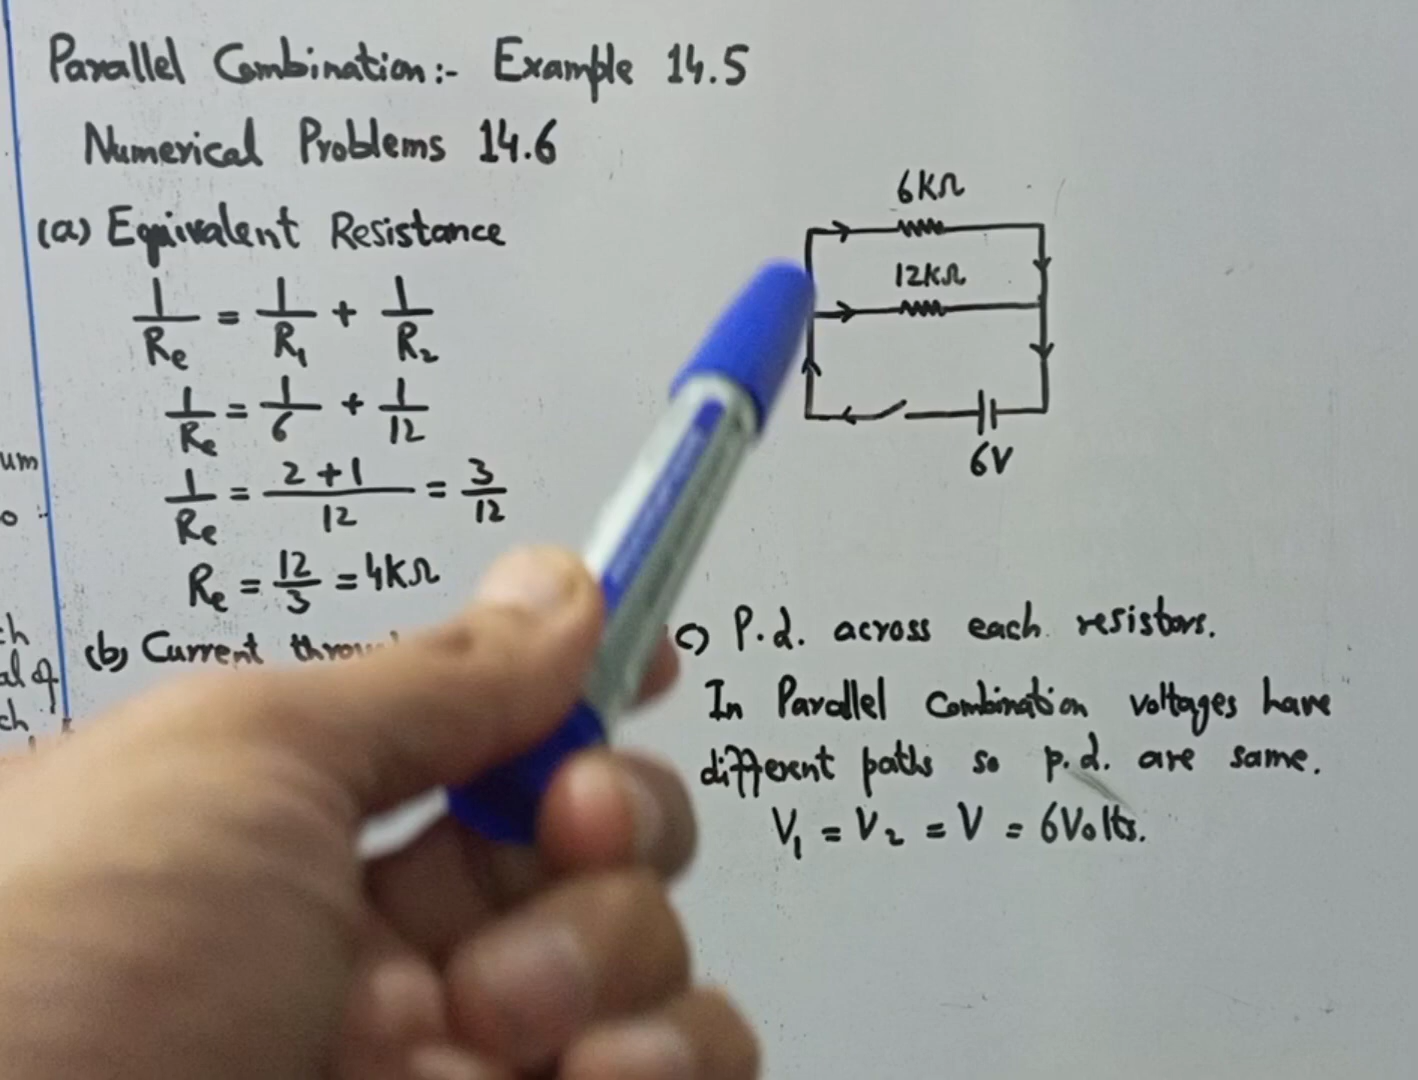 Parallel Combination:- Example 14.5
Numerical Problems 14.6
(a) Equivalent Resistance
1/Re = 1/R₁ + 1/R₂
1/Re = 1/6 + 1/12
1/Re = 2+1/12 = 3/12
Re = 12/3 = 4KΩ
(b) Current
6KΩ
12KΩ
6V
c) P.d. across each resistors.
In Parallel Combination voltages have
different paths so p.d. are same.
V₁ = V₂ = V = 6Volts.